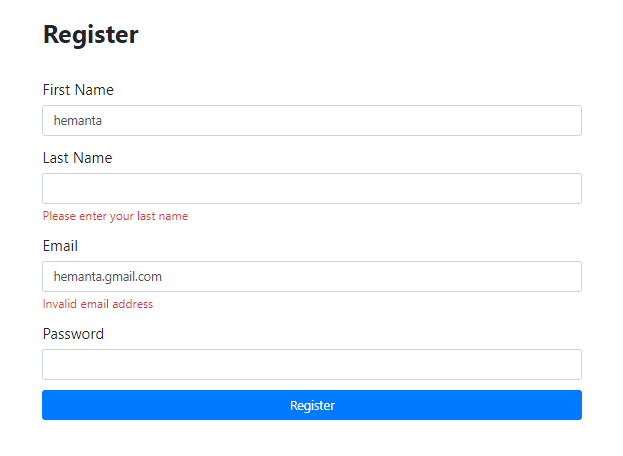 Register
First Name
hemanta
Last Name
Please enter your last name
Email
hemanta.gmail.com
Invalid email address
Password
Register